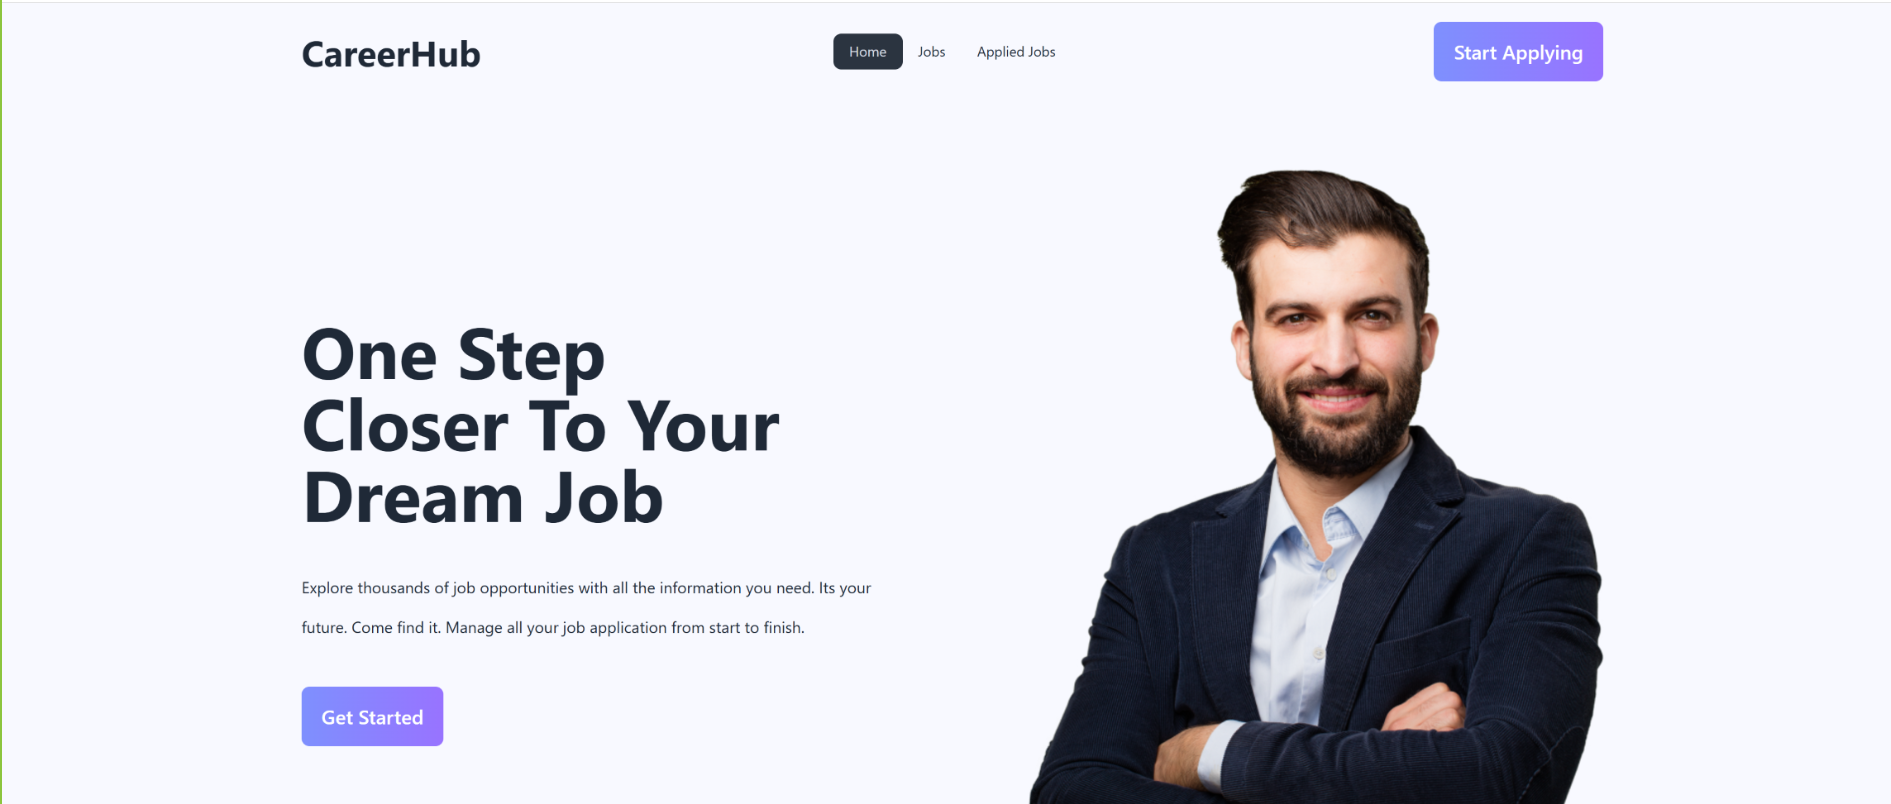 CareerHub
Home
Jobs
Applied Jobs
Start Applying
One Step
Closer To Your
Dream Job
Explore thousands of job opportunities with all the information you need. Its your
future. Come find it. Manage all your job application from start to finish.
Get Started